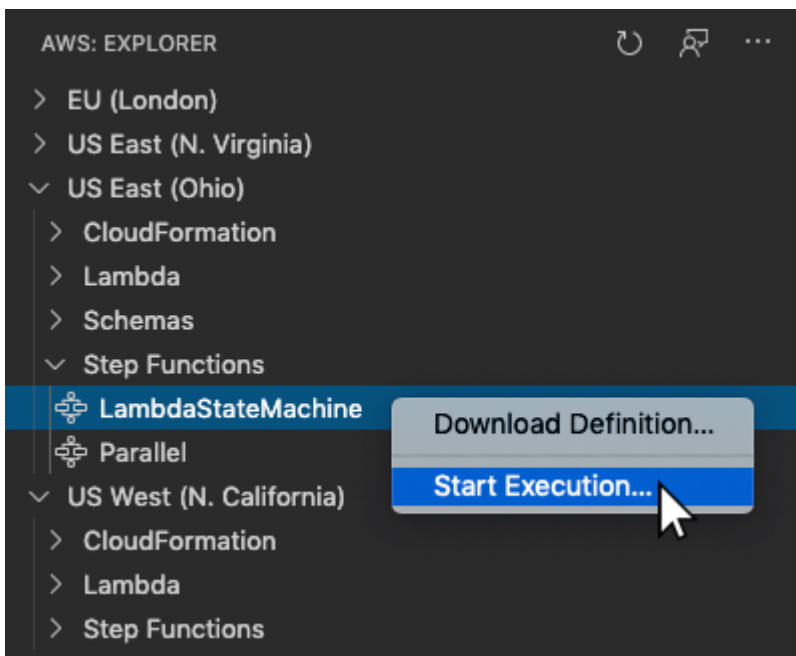 AWS: EXPLORER
EU (London)
US East (N. Virginia)
US East (Ohio)
CloudFormation
Lambda
Schemas
Step Functions
LambdaStateMachine
Download Definition...
Parallel
Start Execution...
US West (N. California)
CloudFormation
Lambda
Step Functions